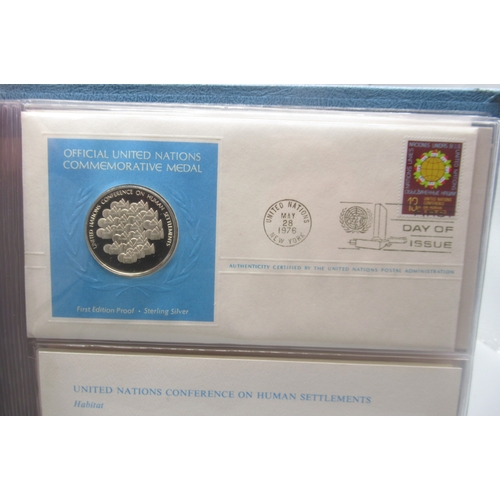 OFFICIAL UNITED NATIONS
COMMEMORATIVE MEDAL
UNITED NATIONS CONFERENCE ON HUMAN SETTLEMENTS
First Edition Proof • Sterling Silver
UNITED NATIONS
MAY
28
1976
NEW YORK
DAY OF
ISSUE
AUTHENTICITY CERTIFIED BY THE UNITED NATIONS POSTAL ADMINISTRATION
UNITED NATIONS CONFERENCE ON HUMAN SETTLEMENTS
Habitat